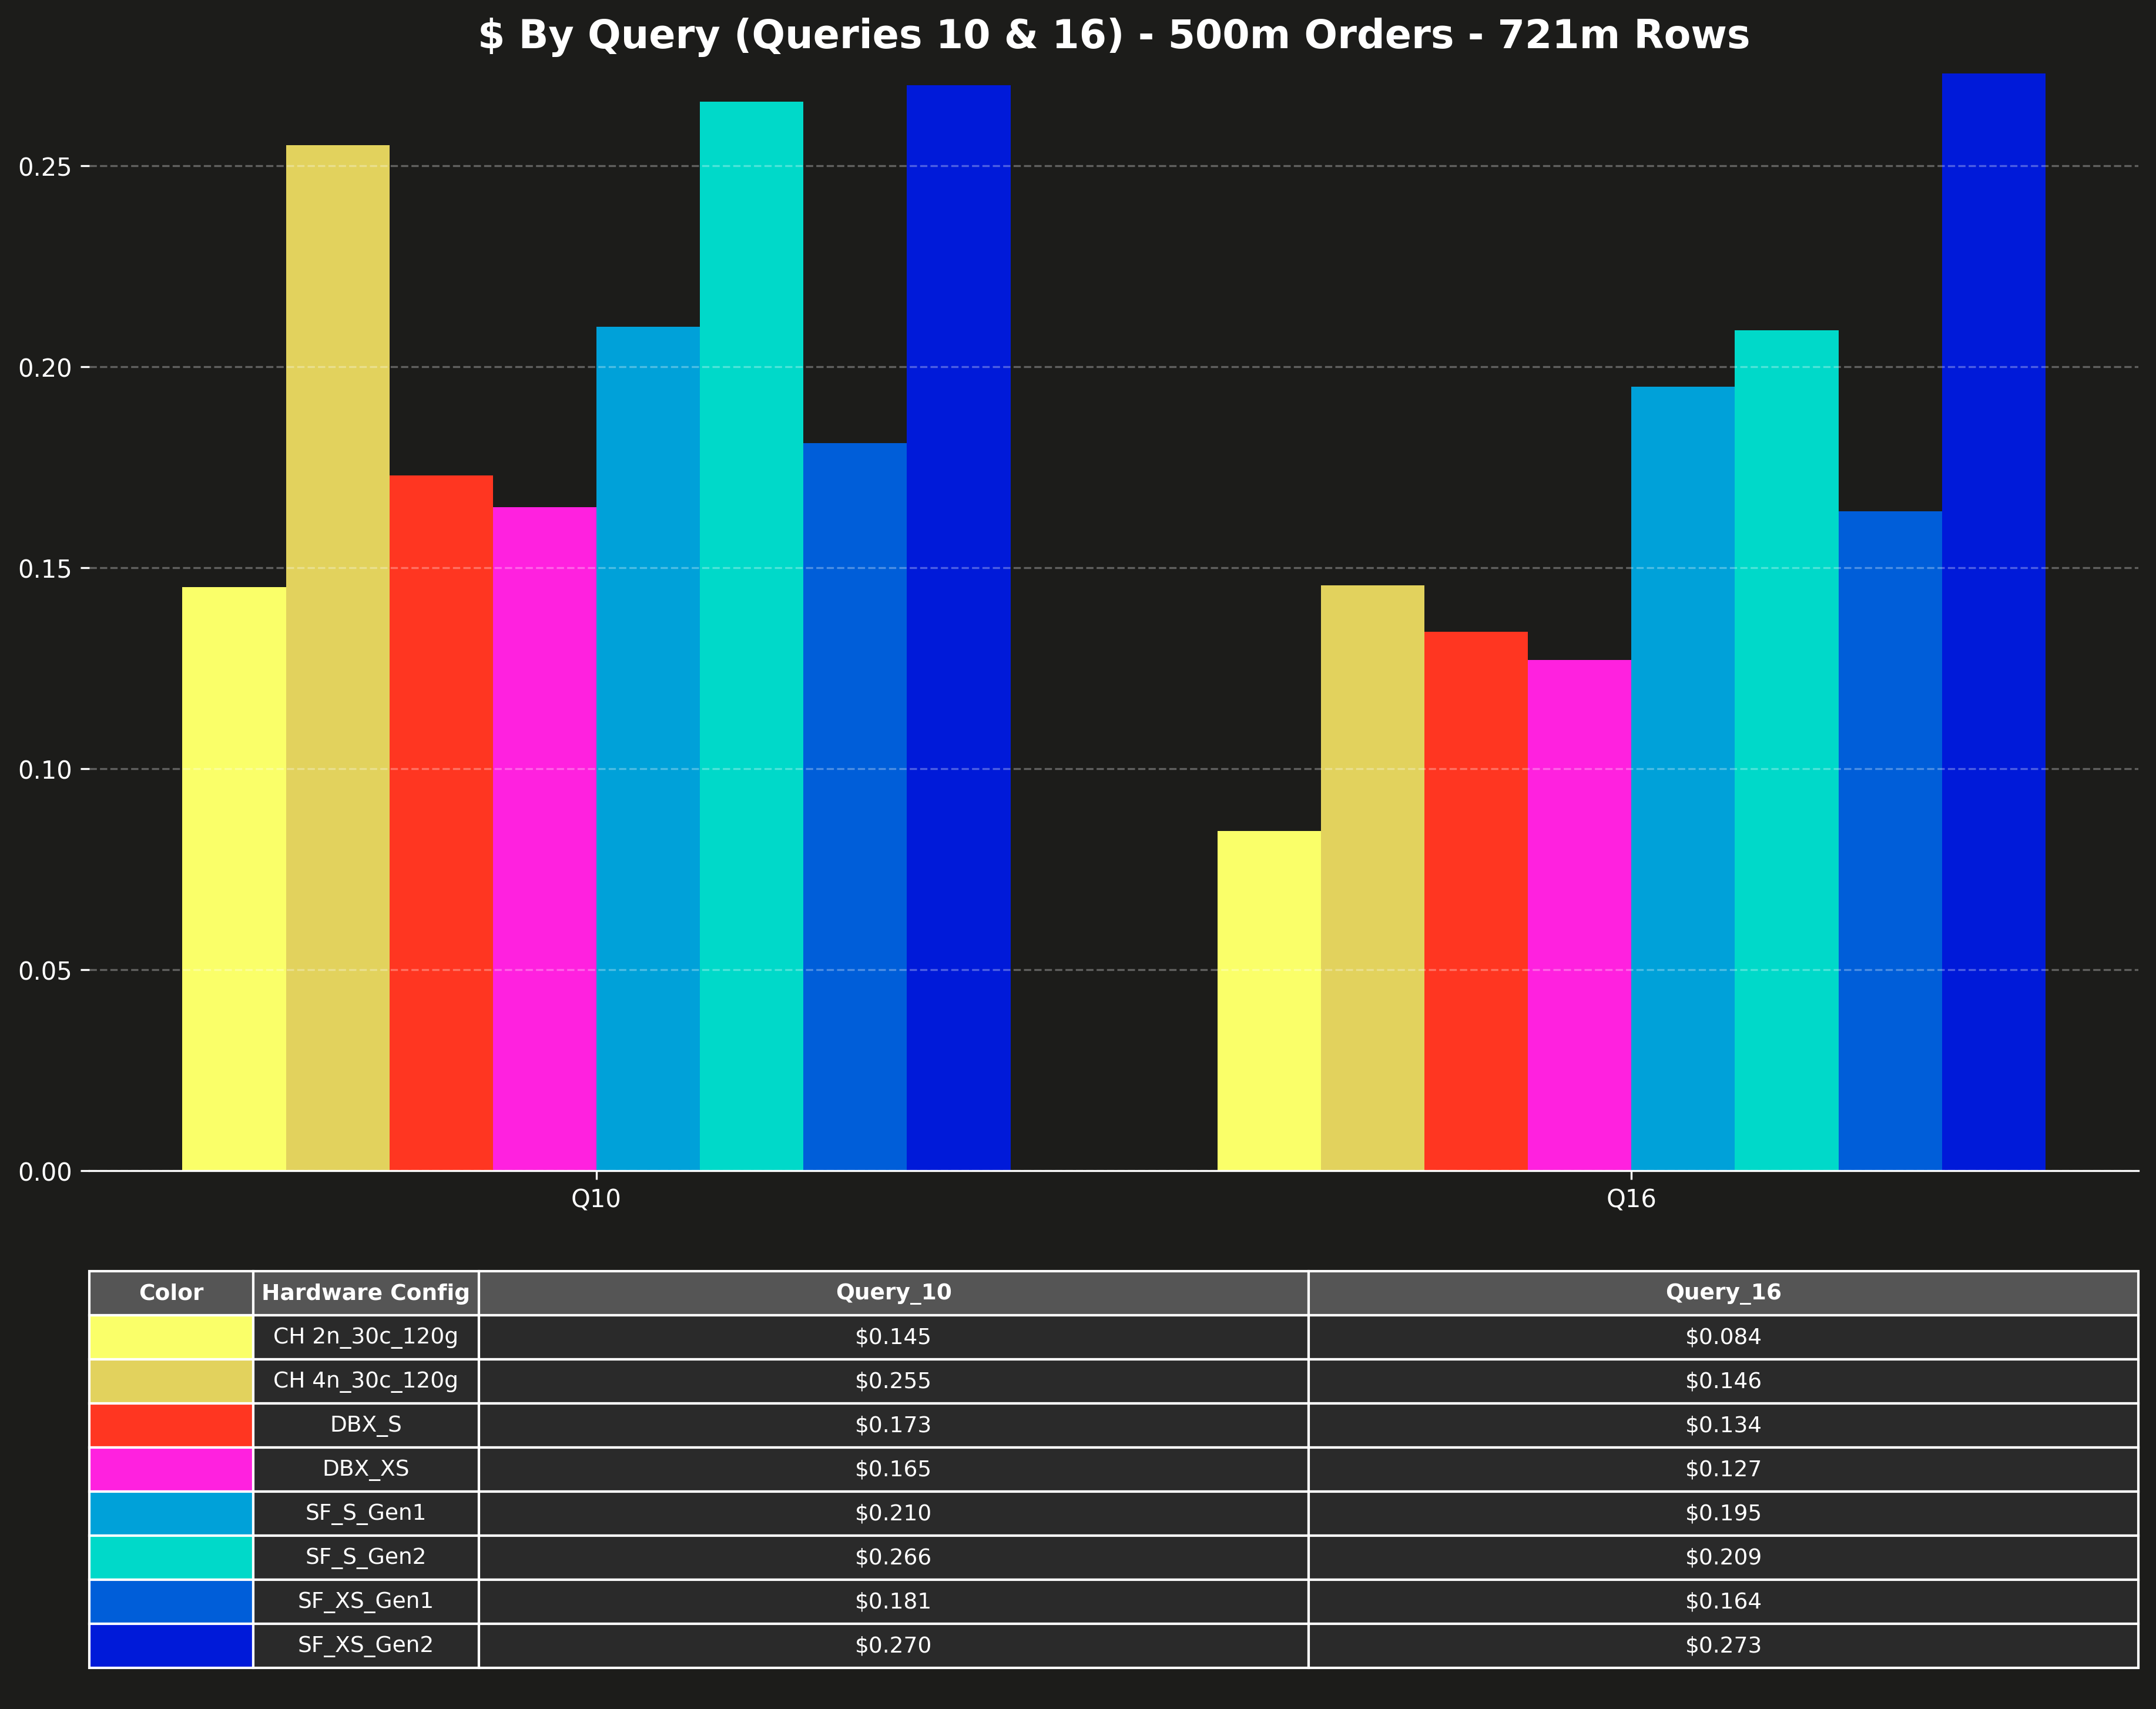 $ By Query (Queries 10 & 16) - 500m Orders - 721m Rows
0.25
0.20
0.15
0.10
0.05
0.00
Q10 Q16
Color Hardware Config Query_10 Query_16
CH 2n_30c_120g $0.145 $0.084
CH 4n_30c_120g $0.255 $0.146
DBX_S $0.173 $0.134
DBX_XS $0.165 $0.127
SF_S_Gen1 $0.210 $0.195
SF_S_Gen2 $0.266 $0.209
SF_XS_Gen1 $0.181 $0.164
SF_XS_Gen2 $0.270 $0.273